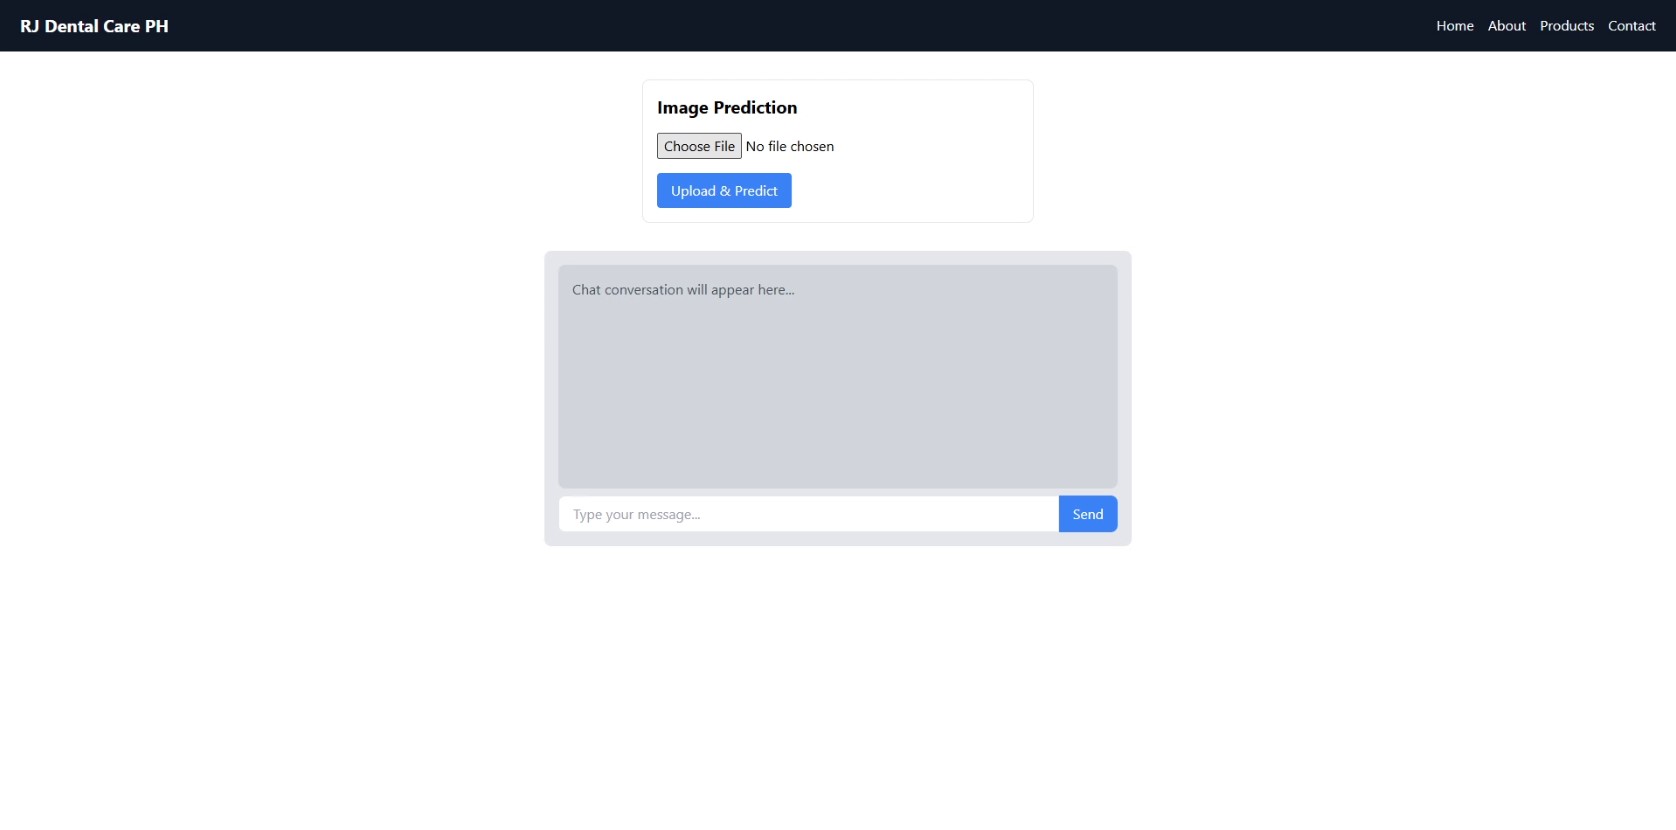 RJ Dental Care PH Home About Products Contact
Image Prediction
Choose File No file chosen
Upload & Predict
Chat conversation will appear here...
Type your message... Send